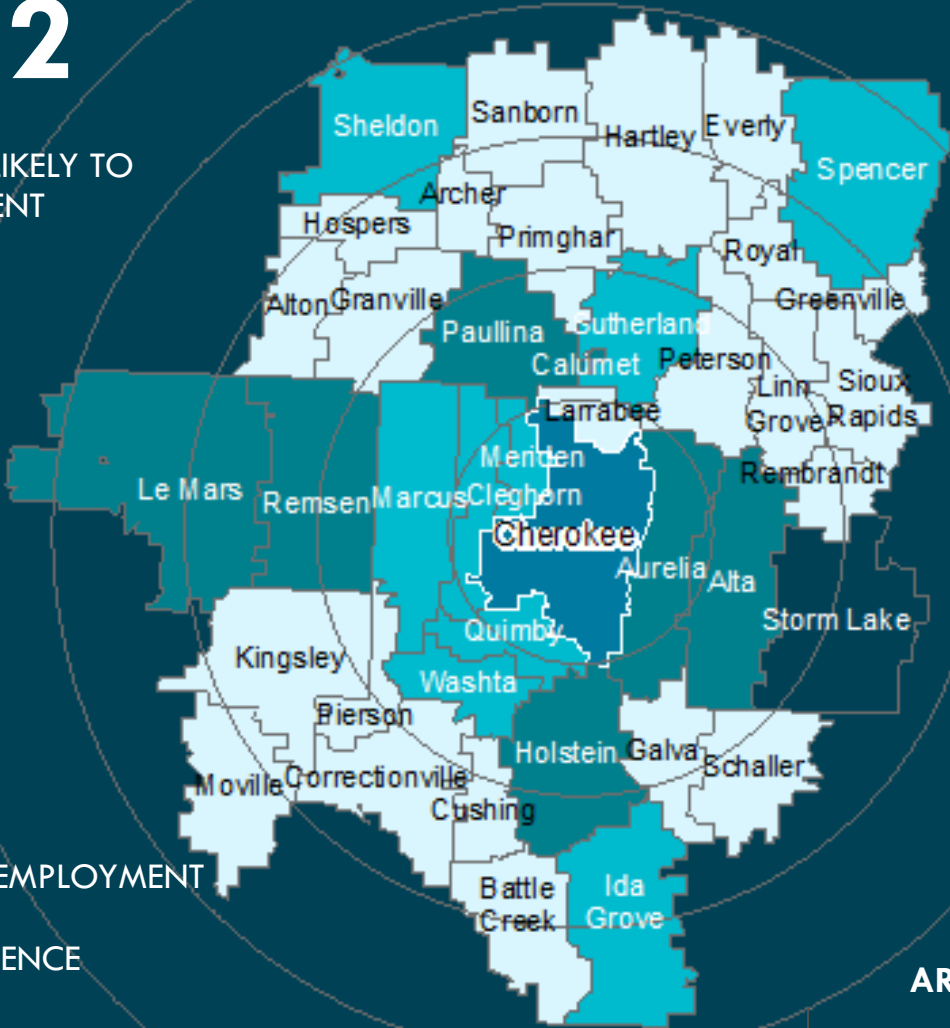 2
IKELY TO
ENT
Sheldon
Sanborn
Hartley
Everly
Spencer
Archer
Hospers
Primghar
Royal
Alton
Granville
Greenville
Paullina
Sutherland
Calumet
Peterson
Linn
Grove
Sioux
Rapids
Larrabee
Meriden
Rembrandt
Le Mars
Remsen
Marcus
Cleghorn
Cherokee
Aurelia
Alta
Storm Lake
Quimby
Kingsley
Washta
Pierson
Holstein
Galva
Schaller
Moville
Correctionville
Cushing
EMPLOYMENT
Battle
Creek
Ida
Grove
ENCE
AR